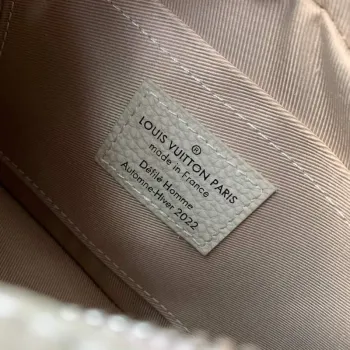 ®
LOUIS VUITTON PARIS
made in France
Défilé Homme
Automne-Hiver 2022